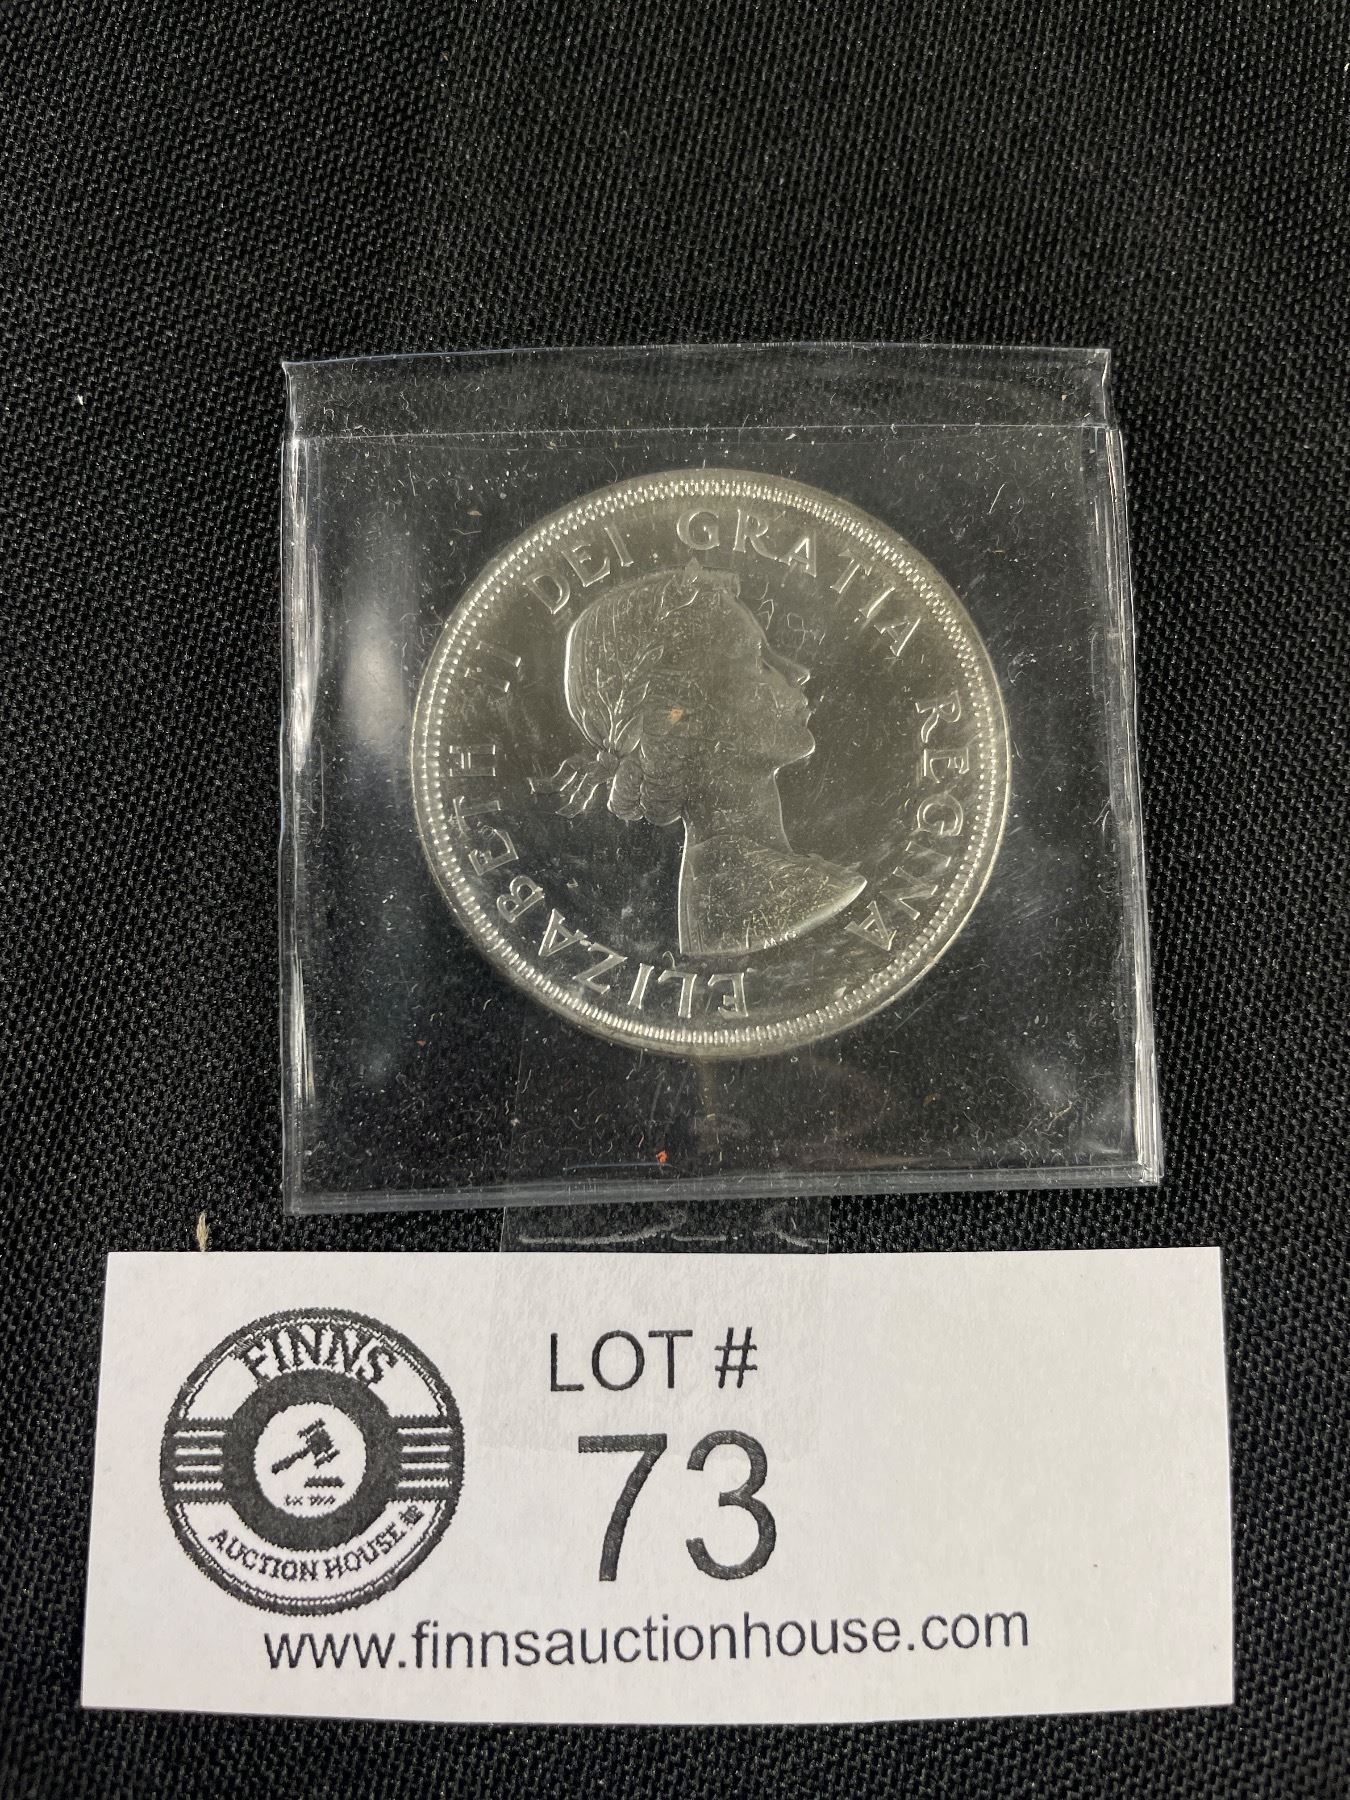 ELIZABETH II DEI GRATIA REGINA
LOT #
FINNS
73
AUCTION HOUSE
www.finnsauctionhouse.com